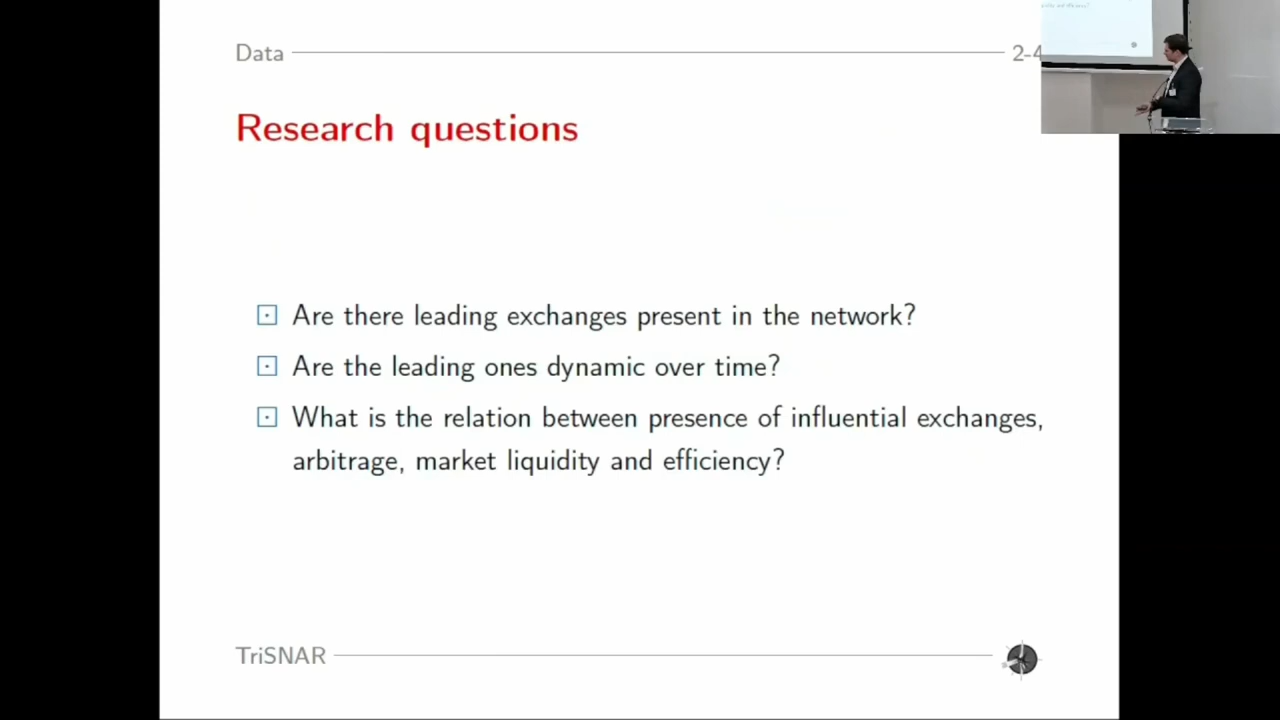 Data 2-4
Research questions
Are there leading exchanges present in the network?
Are the leading ones dynamic over time?
What is the relation between presence of influential exchanges,
arbitrage, market liquidity and efficiency?
TriSNAR